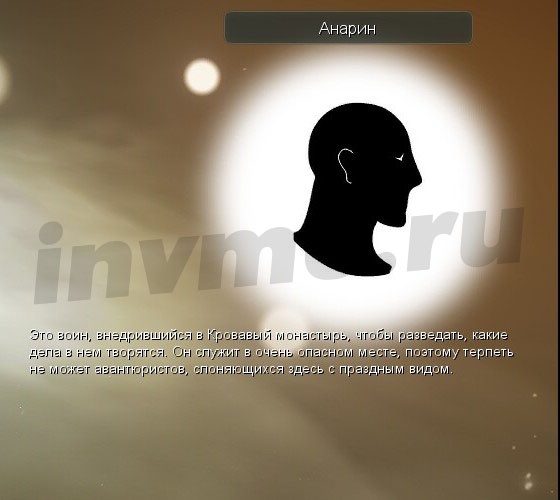 Анарин
invmmo.ru
Это воин, внедрившийся в Кровавый монастырь, чтобы разведать, какие
дела в нем творятся. Он служит в очень опасном месте, поэтому терпеть
не может авантюристов, слоняющихся здесь с праздным видом.